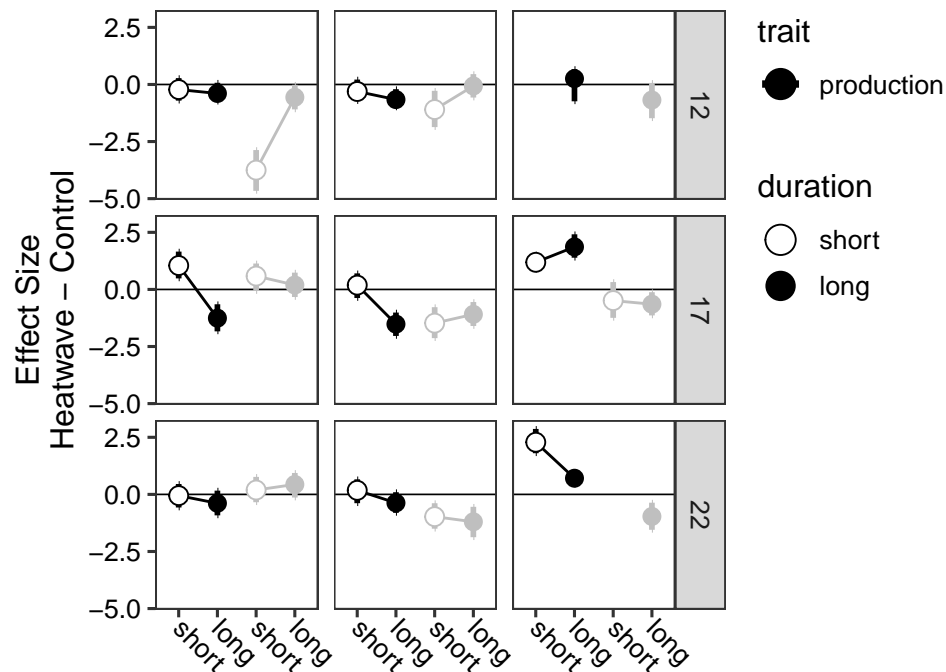 2.5
0.0
−2.5
−5.0
12
2.5
0.0
−2.5
−5.0
17
2.5
0.0
−2.5
−5.0
22
Effect Size
Heatwave − Control
short
long
short
long
short
long
short
long
short
long
short
long
trait
production
duration
short
long